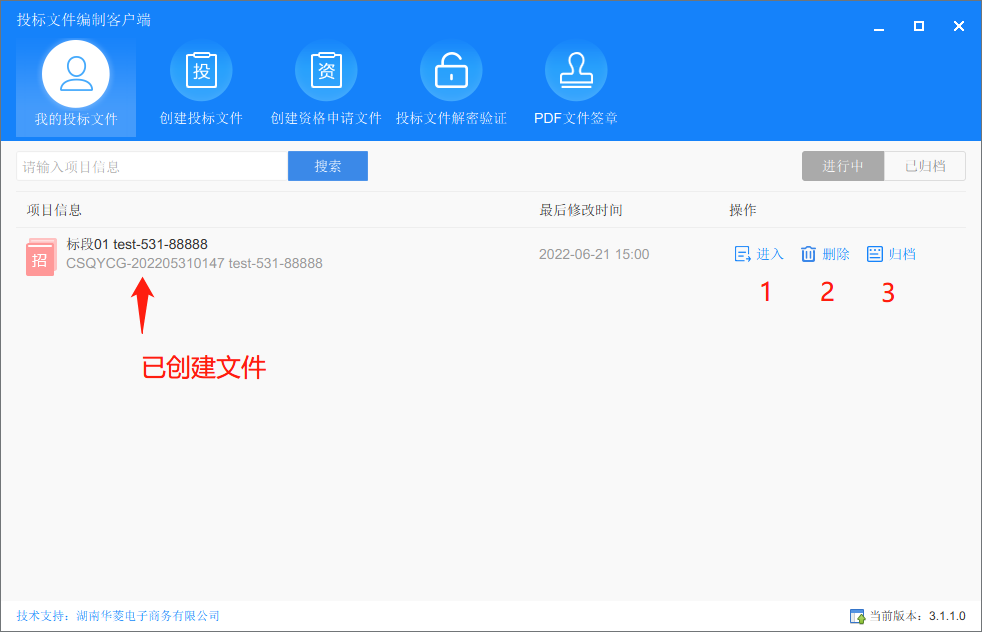 投标文件编制客户端
投
资
我的投标文件 创建投标文件 创建资格申请文件 投标文件解密验证 PDF文件签章
请输入项目信息 搜索 进行中 已归档
项目信息 最后修改时间 操作
招
标段01 test-531-88888
CSQYCG-202205310147 test-531-88888
2022-06-21 15:00 进入 删除 归档
1 2 3
已创建文件
技术支持：湖南华菱电子商务有限公司 当前版本：3.1.1.0